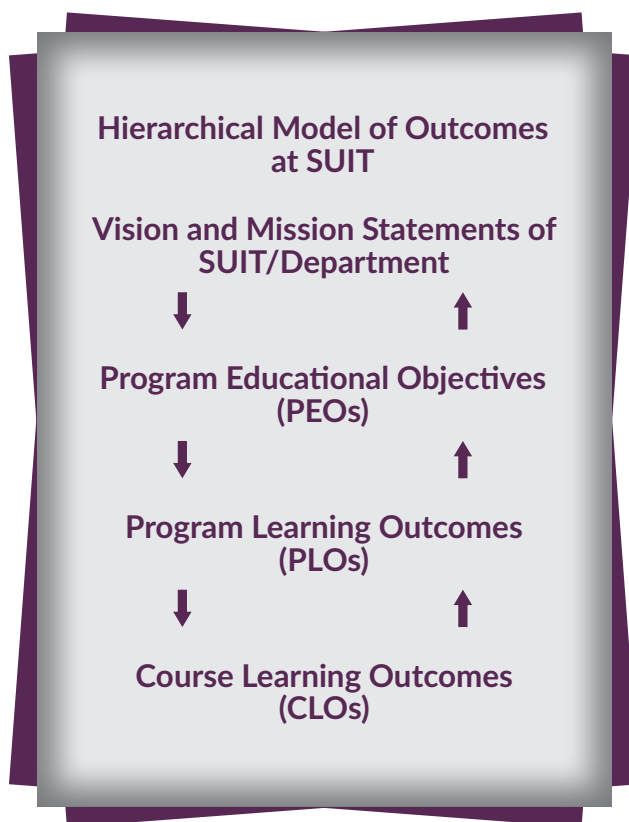 Hierarchical Model of Outcomes
at SUIT
Vision and Mission Statements of
SUIT/Department
Program Educational Objectives
(PEOs)
Program Learning Outcomes
(PLOs)
Course Learning Outcomes
(CLOs)